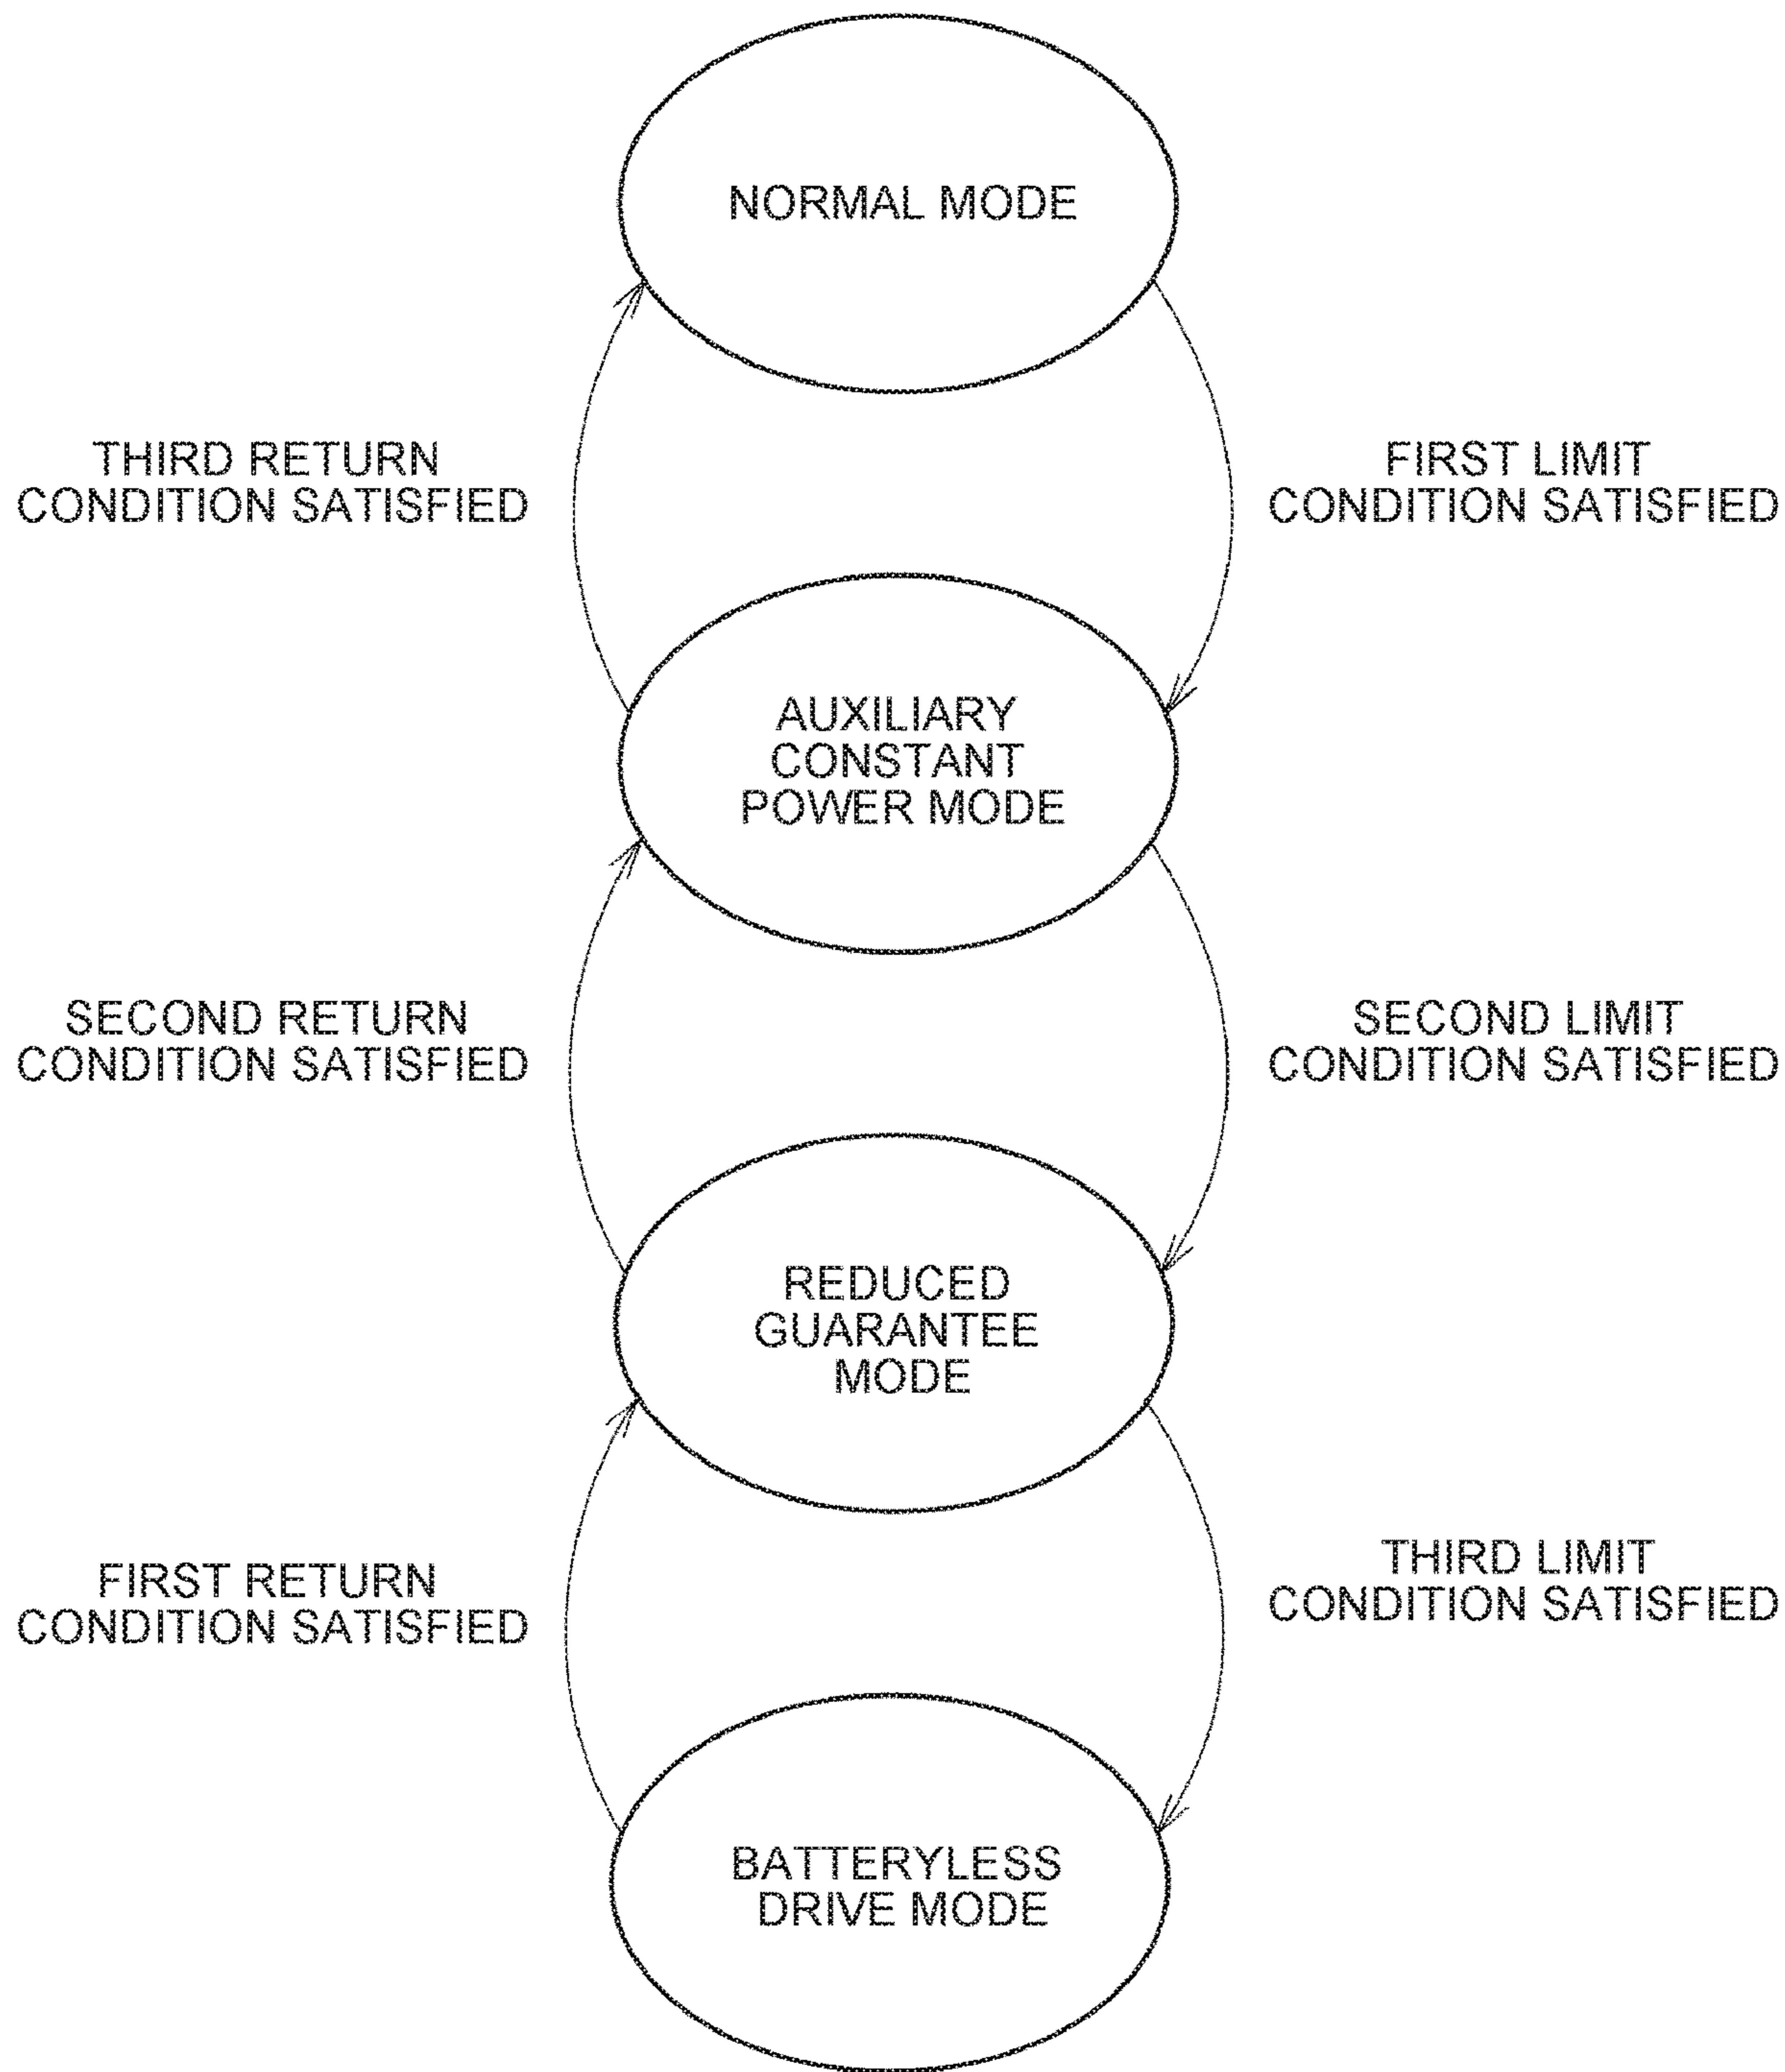 NORMAL MODE
THIRD RETURN
CONDITION SATISFIED
FIRST LIMIT
CONDITION SATISFIED
AUXILIARY
CONSTANT
POWER MODE
SECOND RETURN
CONDITION SATISFIED
SECOND LIMIT
CONDITION SATISFIED
REDUCED
GUARANTEE
MODE
FIRST RETURN
CONDITION SATISFIED
THIRD LIMIT
CONDITION SATISFIED
BATTERYLESS
DRIVE MODE